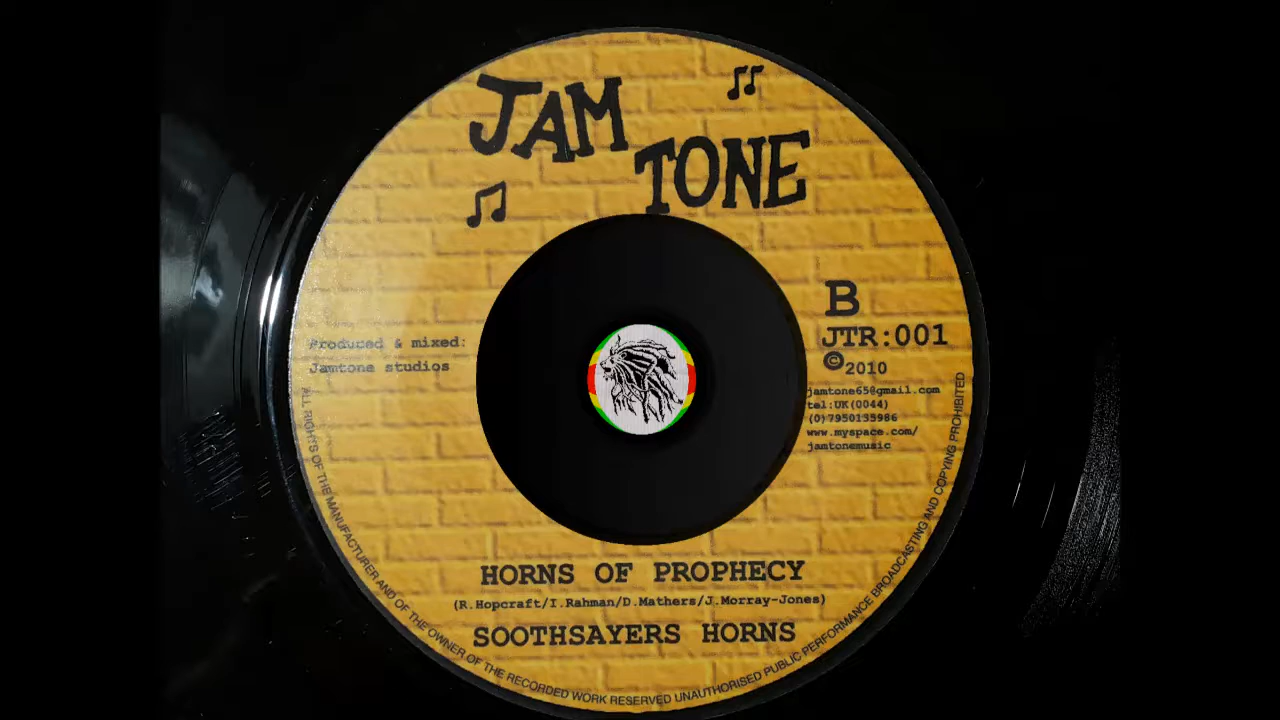 JAM
TONE
B
JTR:001
© 2010
Produced & mixed:
Jamtone studios
jamtone65@gmail.com
tel:UK(0044)
(0)7950135986
www.myspace.com/
jamtonemusic
HORNS OF PROPHECY
(R.Hopcraft/I.Rahman/D.Mathers/J.Morray-Jones)
SOOTHSAYERS HORNS
ALL RIGHTS OF THE MANUFACTURER AND OF THE OWNER OF THE RECORDED WORK RESERVED UNAUTHORISED PUBLIC PERFORMANCE BROADCASTING AND COPYING PROHIBITED